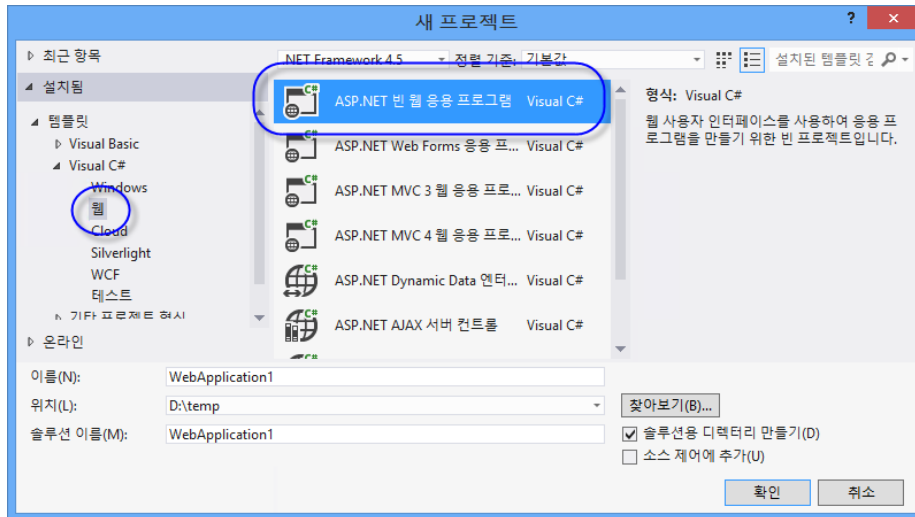 새 프로젝트
?
×
최근 항목
.NET Framework 4.5
정렬 기준: 기본값
설치된 템플릿 검
설치됨
템플릿
Visual Basic
Visual C#
Windows
웹
Cloud
Silverlight
WCF
테스트
기타 프로젝트 형식
온라인
ASP.NET 빈 웹 응용 프로그램 Visual C#
ASP.NET Web Forms 응용 프... Visual C#
ASP.NET MVC 3 웹 응용 프로... Visual C#
ASP.NET MVC 4 웹 응용 프로... Visual C#
ASP.NET Dynamic Data 엔터... Visual C#
ASP.NET AJAX 서버 컨트롤 Visual C#
형식: Visual C#
웹 사용자 인터페이스를 사용하여 응용 프
로그램을 만들기 위한 빈 프로젝트입니다.
이름(N): WebApplication1
위치(L): D:\temp
찾아보기(B)...
솔루션 이름(M): WebApplication1
솔루션용 디렉터리 만들기(D)
소스 제어에 추가(U)
확인
취소